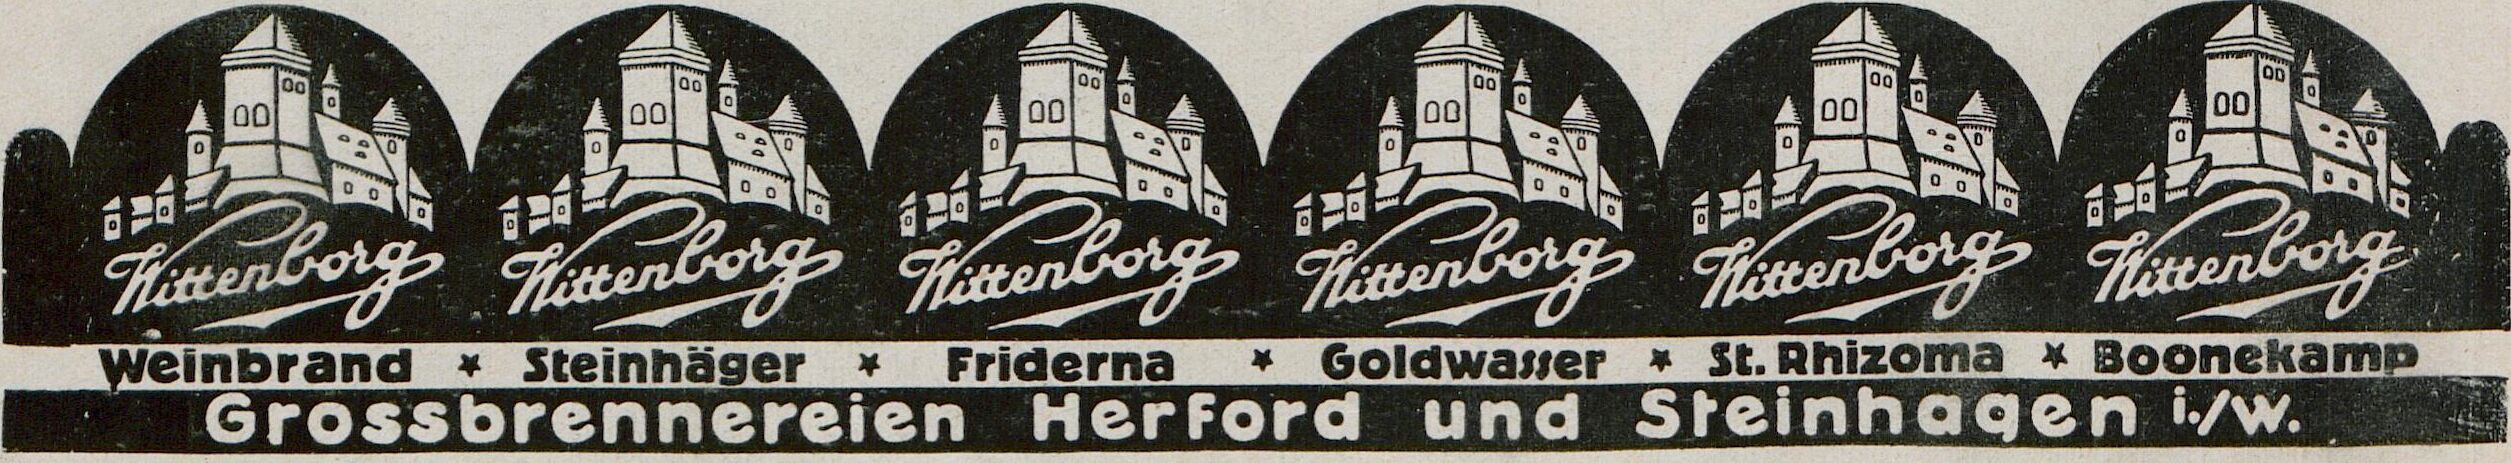 Wittenborg Wittenborg Wittenborg Wittenborg Wittenborg Wittenborg
Weinbrand * Steinhäger * Friderna * Goldwasser * St. Rhizoma * Boonekamp
Grossbrennereien Herford und Steinhagen i./W.